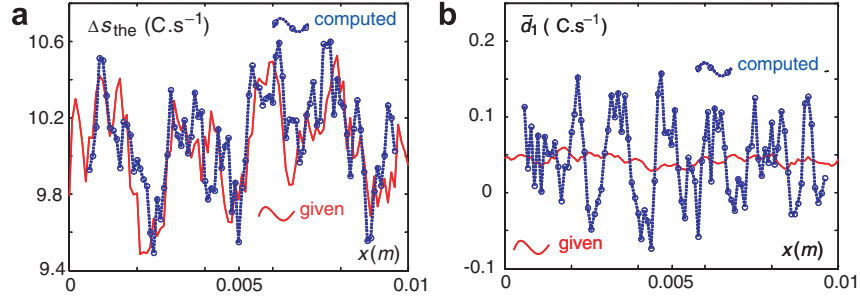 a
Δs_the (C.s⁻¹)
computed
10.6
10.2
9.8
9.4
given
x(m)
0
0.005
0.01
b
d̄₁ ( C.s⁻¹)
computed
0.2
0.1
0
-0.1
given
x(m)
0
0.005
0.01